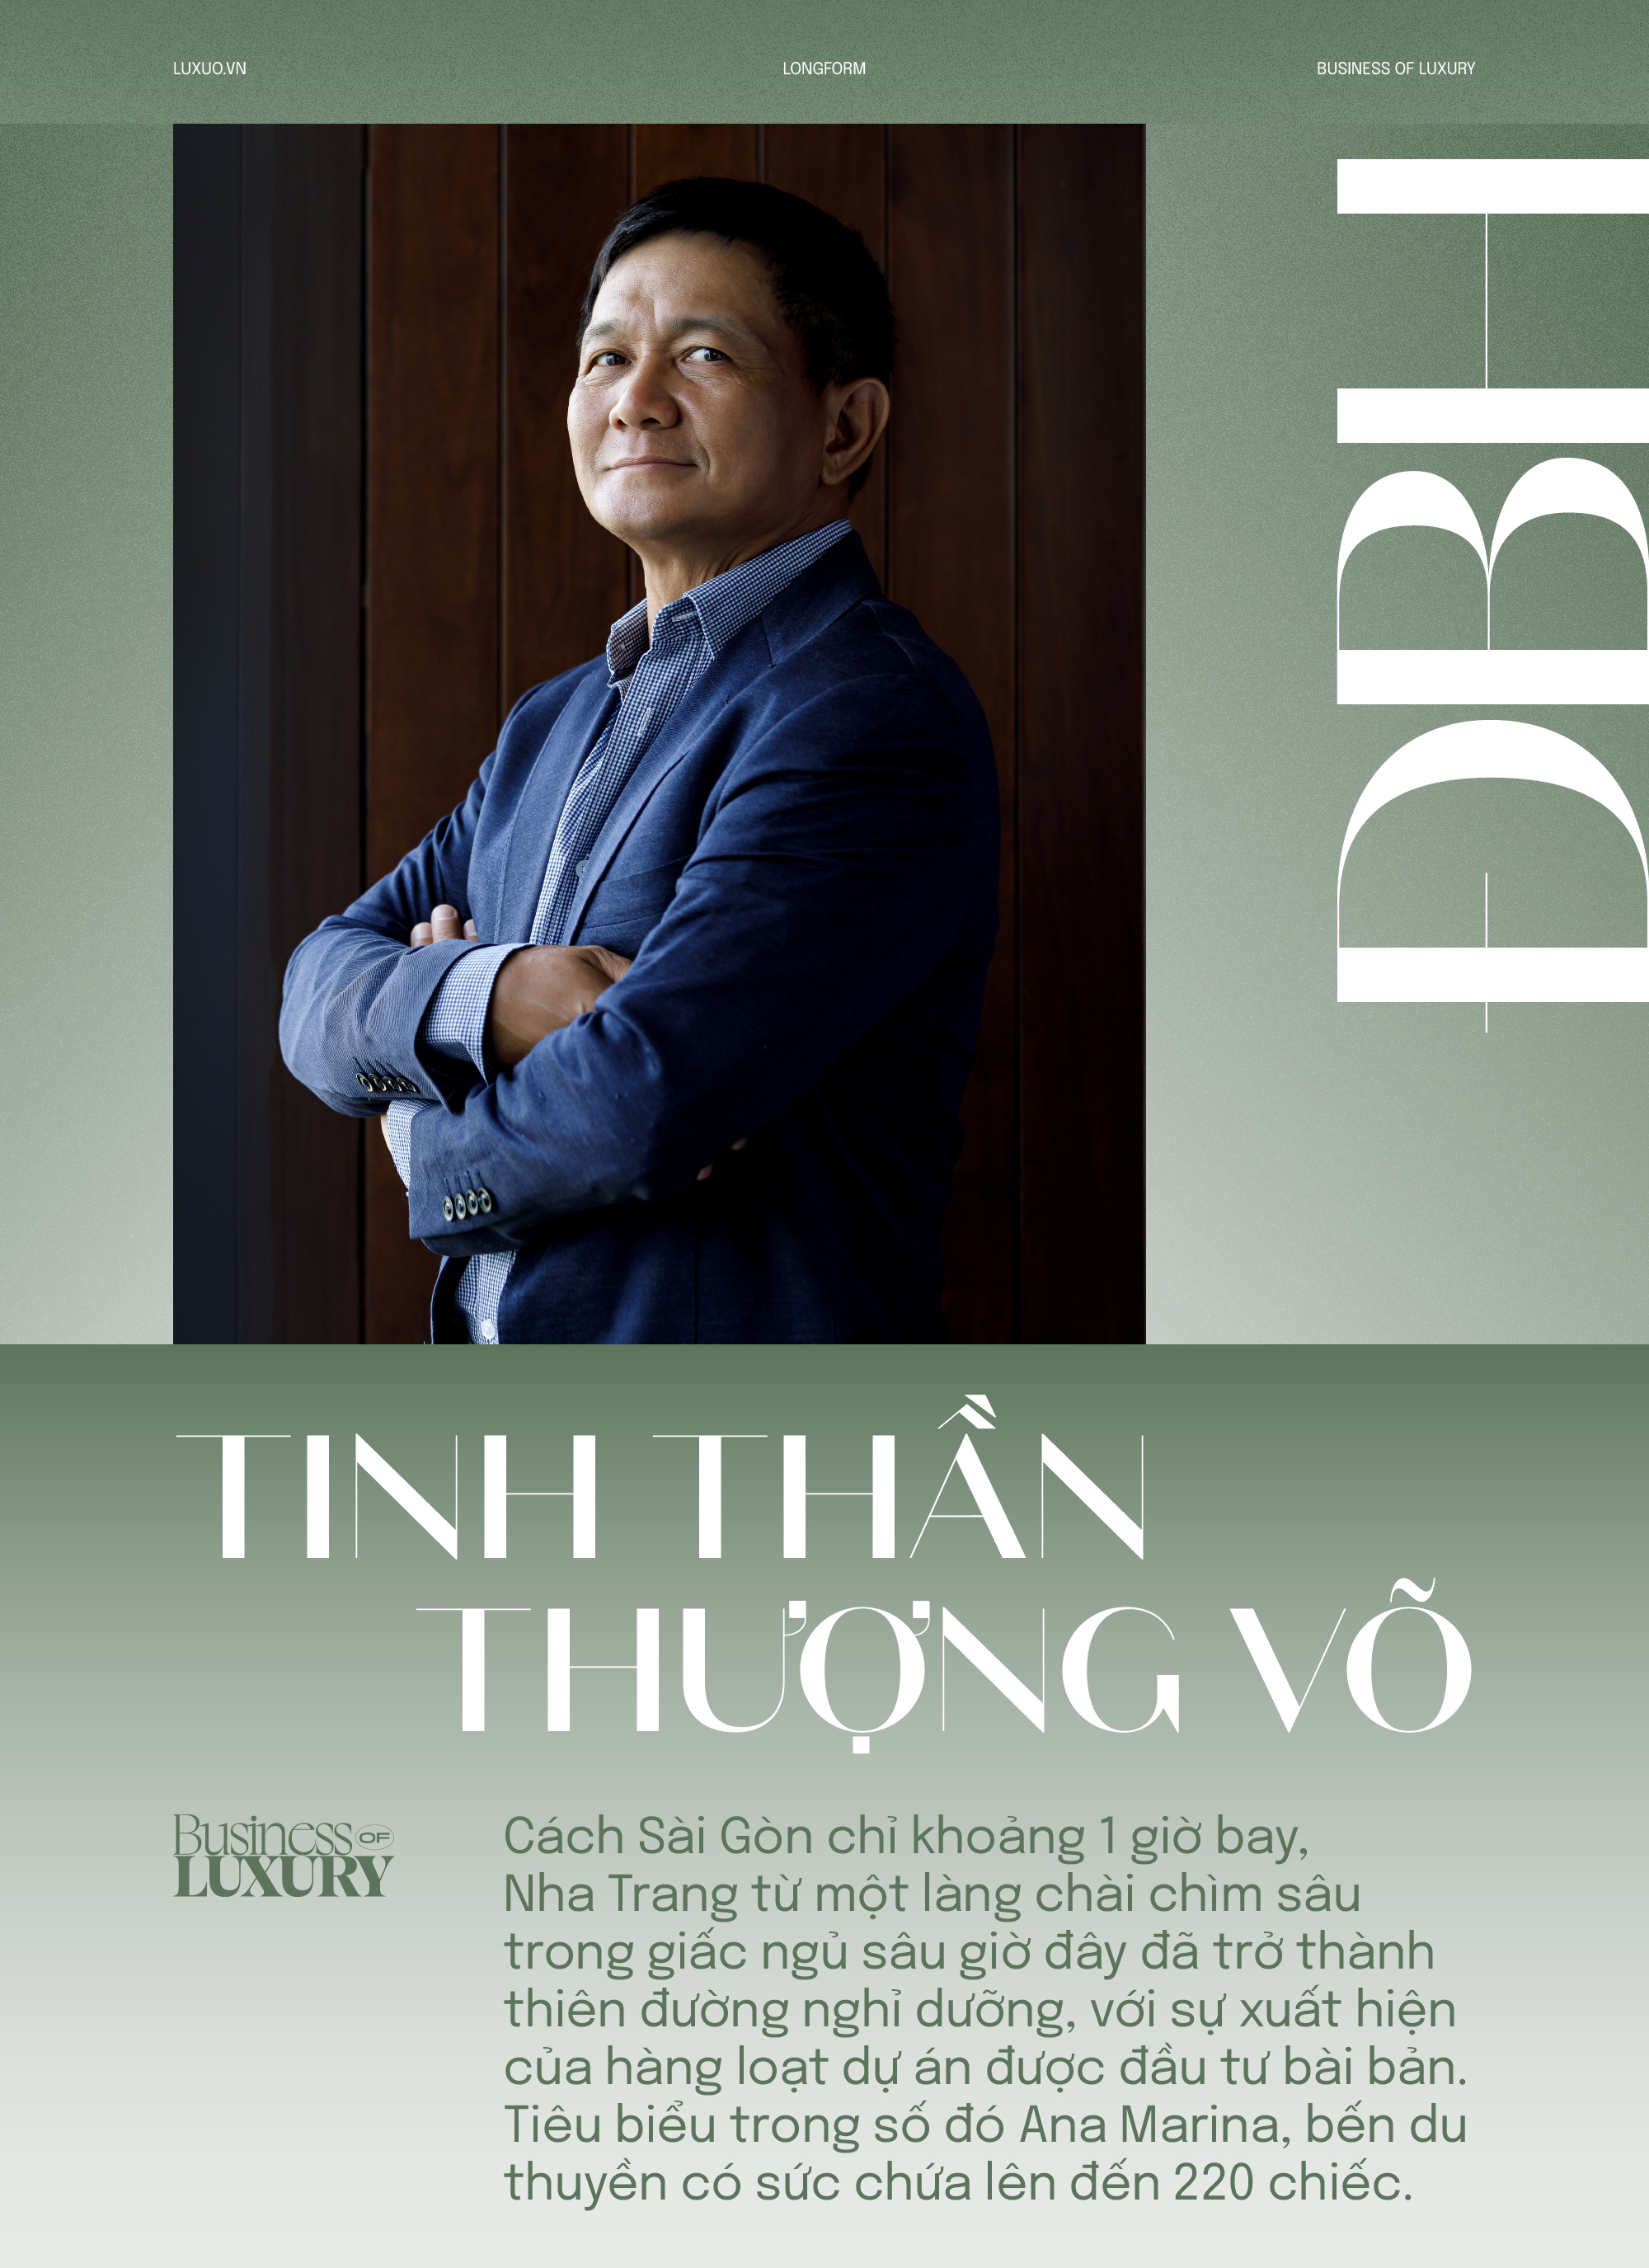 LUXUO.VN
LONGFORM
BUSINESS OF LUXURY
ĐBH
TINH THẦN
THƯỢNG VÕ
Business OF
LUXURY
Cách Sài Gòn chỉ khoảng 1 giờ bay,
Nha Trang từ một làng chài chìm sâu
trong giấc ngủ sâu giờ đây đã trở thành
thiên đường nghỉ dưỡng, với sự xuất hiện
của hàng loạt dự án được đầu tư bài bản.
Tiêu biểu trong số đó Ana Marina, bến du
thuyền có sức chứa lên đến 220 chiếc.